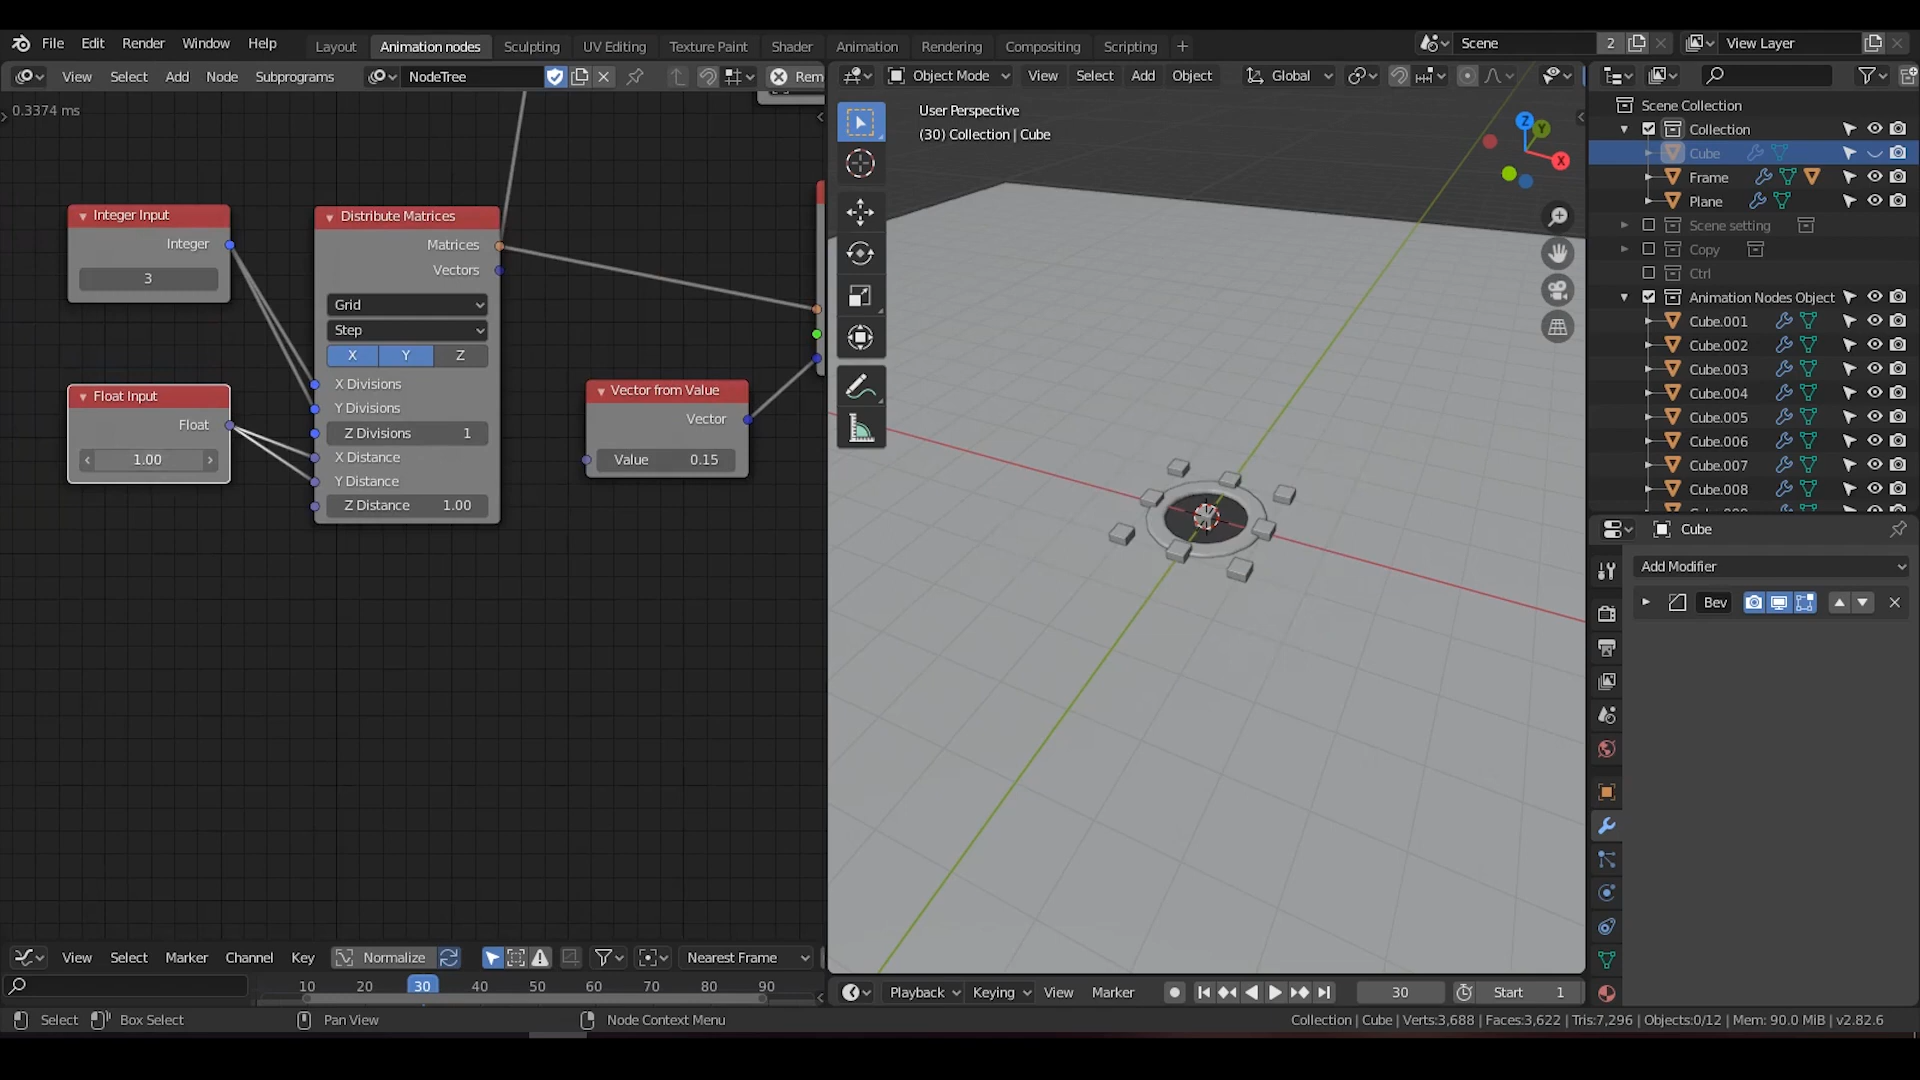 File Edit Render Window Help Layout Animation nodes Sculpting UV Editing Texture Paint Shader Animation Rendering Compositing Scripting + Scene 2 View Layer
View Select Add Node Subprograms NodeTree Rem
Object Mode View Select Add Object Global
0.3374 ms
User Perspective
(30) Collection | Cube
Z
Y
X
Integer Input
Integer
3
Float Input
Float
1.00
Distribute Matrices
Matrices
Vectors
Grid
Step
X Y Z
X Divisions
Y Divisions
Z Divisions 1
X Distance
Y Distance
Z Distance 1.00
Vector from Value
Vector
Value 0.15
Scene Collection
Collection
Cube
Frame
Plane
Scene setting
Copy
Ctrl
Animation Nodes Object
Cube.001
Cube.002
Cube.003
Cube.004
Cube.005
Cube.006
Cube.007
Cube.008
Cube
Add Modifier
Bev
View Select Marker Channel Key Normalize Nearest Frame
10 20 30 40 50 60 70 80 90
Playback Keying View Marker 30 Start 1
Select Box Select Pan View Node Context Menu
Collection | Cube | Verts:3,688 | Faces:3,622 | Tris:7,296 | Objects:0/12 | Mem: 90.0 MiB | v2.82.6